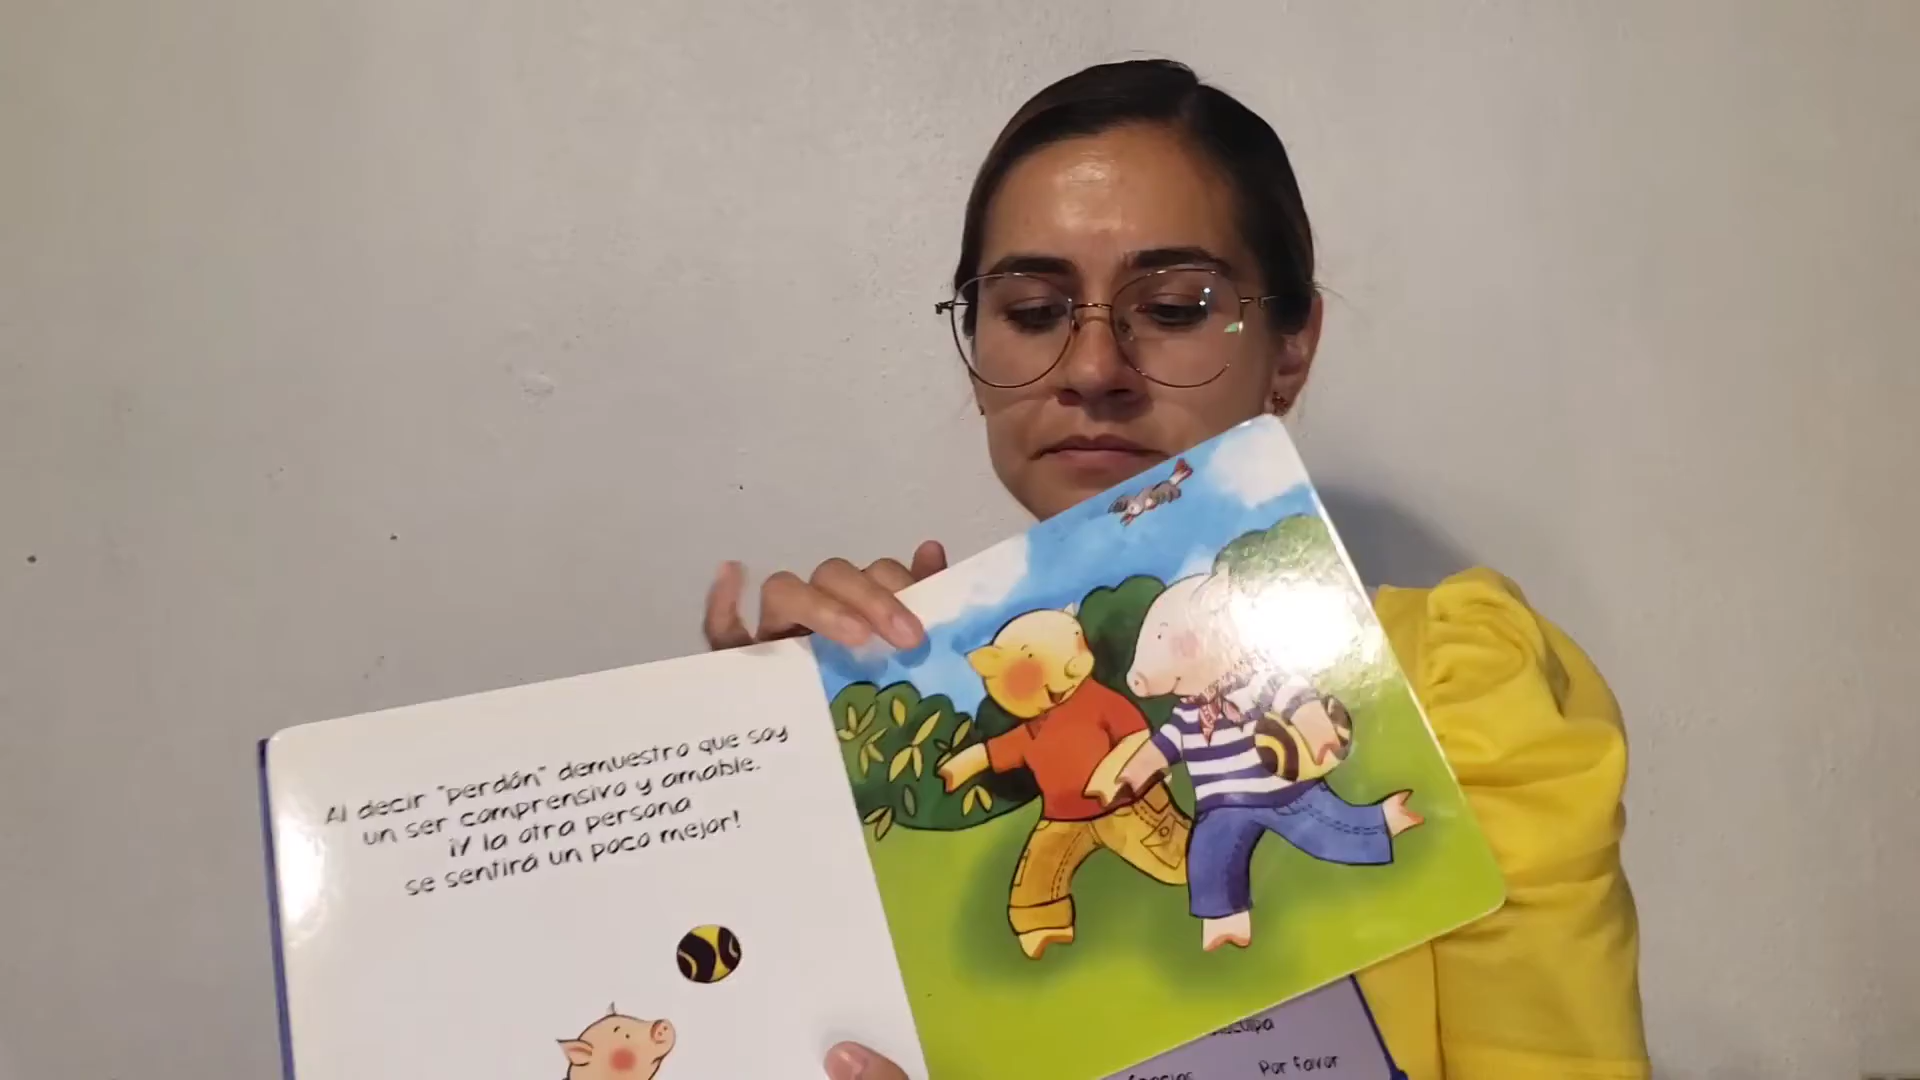 Al decir "perdón" demuestro que soy
un ser comprensivo y amable.
¡Y la otra persona
se sentirá un poco mejor!
Por favor